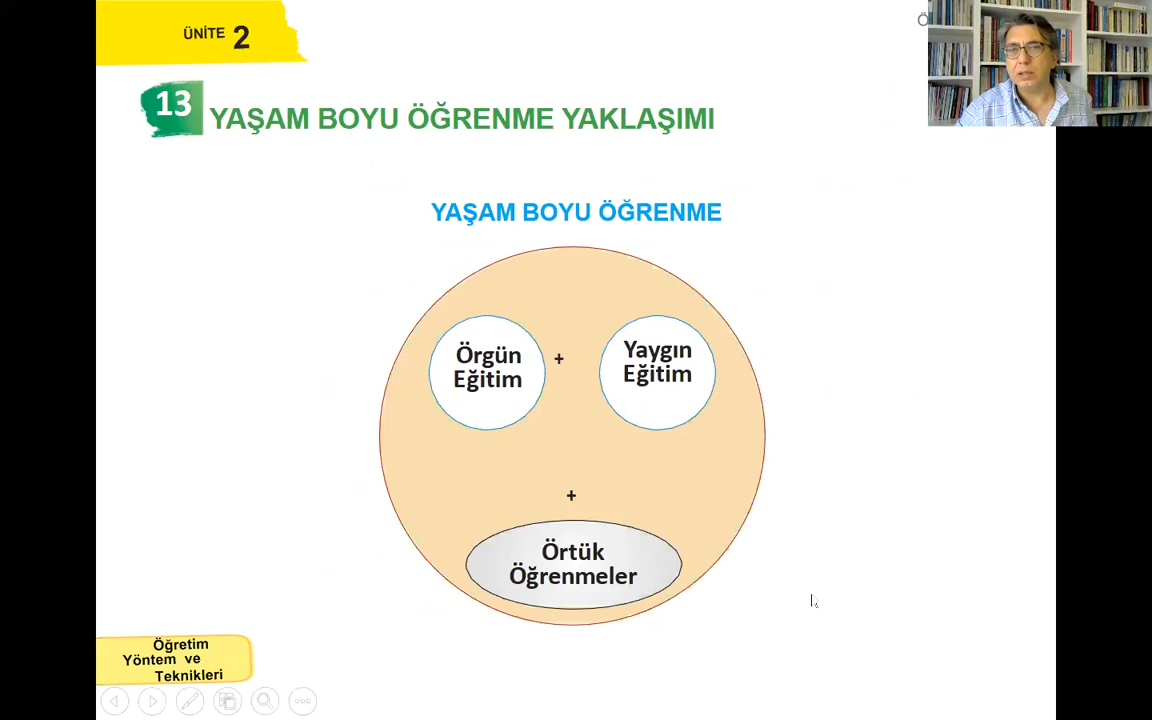 ÜNİTE 2
13 YAŞAM BOYU ÖĞRENME YAKLAŞIMI
YAŞAM BOYU ÖĞRENME
Örgün
Eğitim
+
Yaygın
Eğitim
+
Örtük
Öğrenmeler
Öğretim
Yöntem ve
Teknikleri